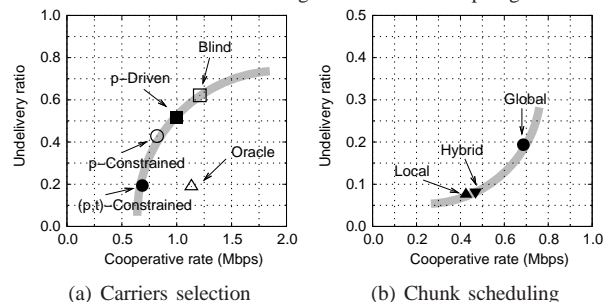 1.0
0.8
0.6
0.4
0.2
0.0
Undelivery ratio
Blind
p−Driven
p−Constrained
Oracle
(p,t)−Constrained
0.0 0.5 1.0 1.5 2.0
Cooperative rate (Mbps)
(a) Carriers selection
0.5
0.4
0.3
0.2
0.1
0.0
Undelivery ratio
Global
Hybrid
Local
0.0 0.2 0.4 0.6 0.8 1.0
Cooperative rate (Mbps)
(b) Chunk scheduling